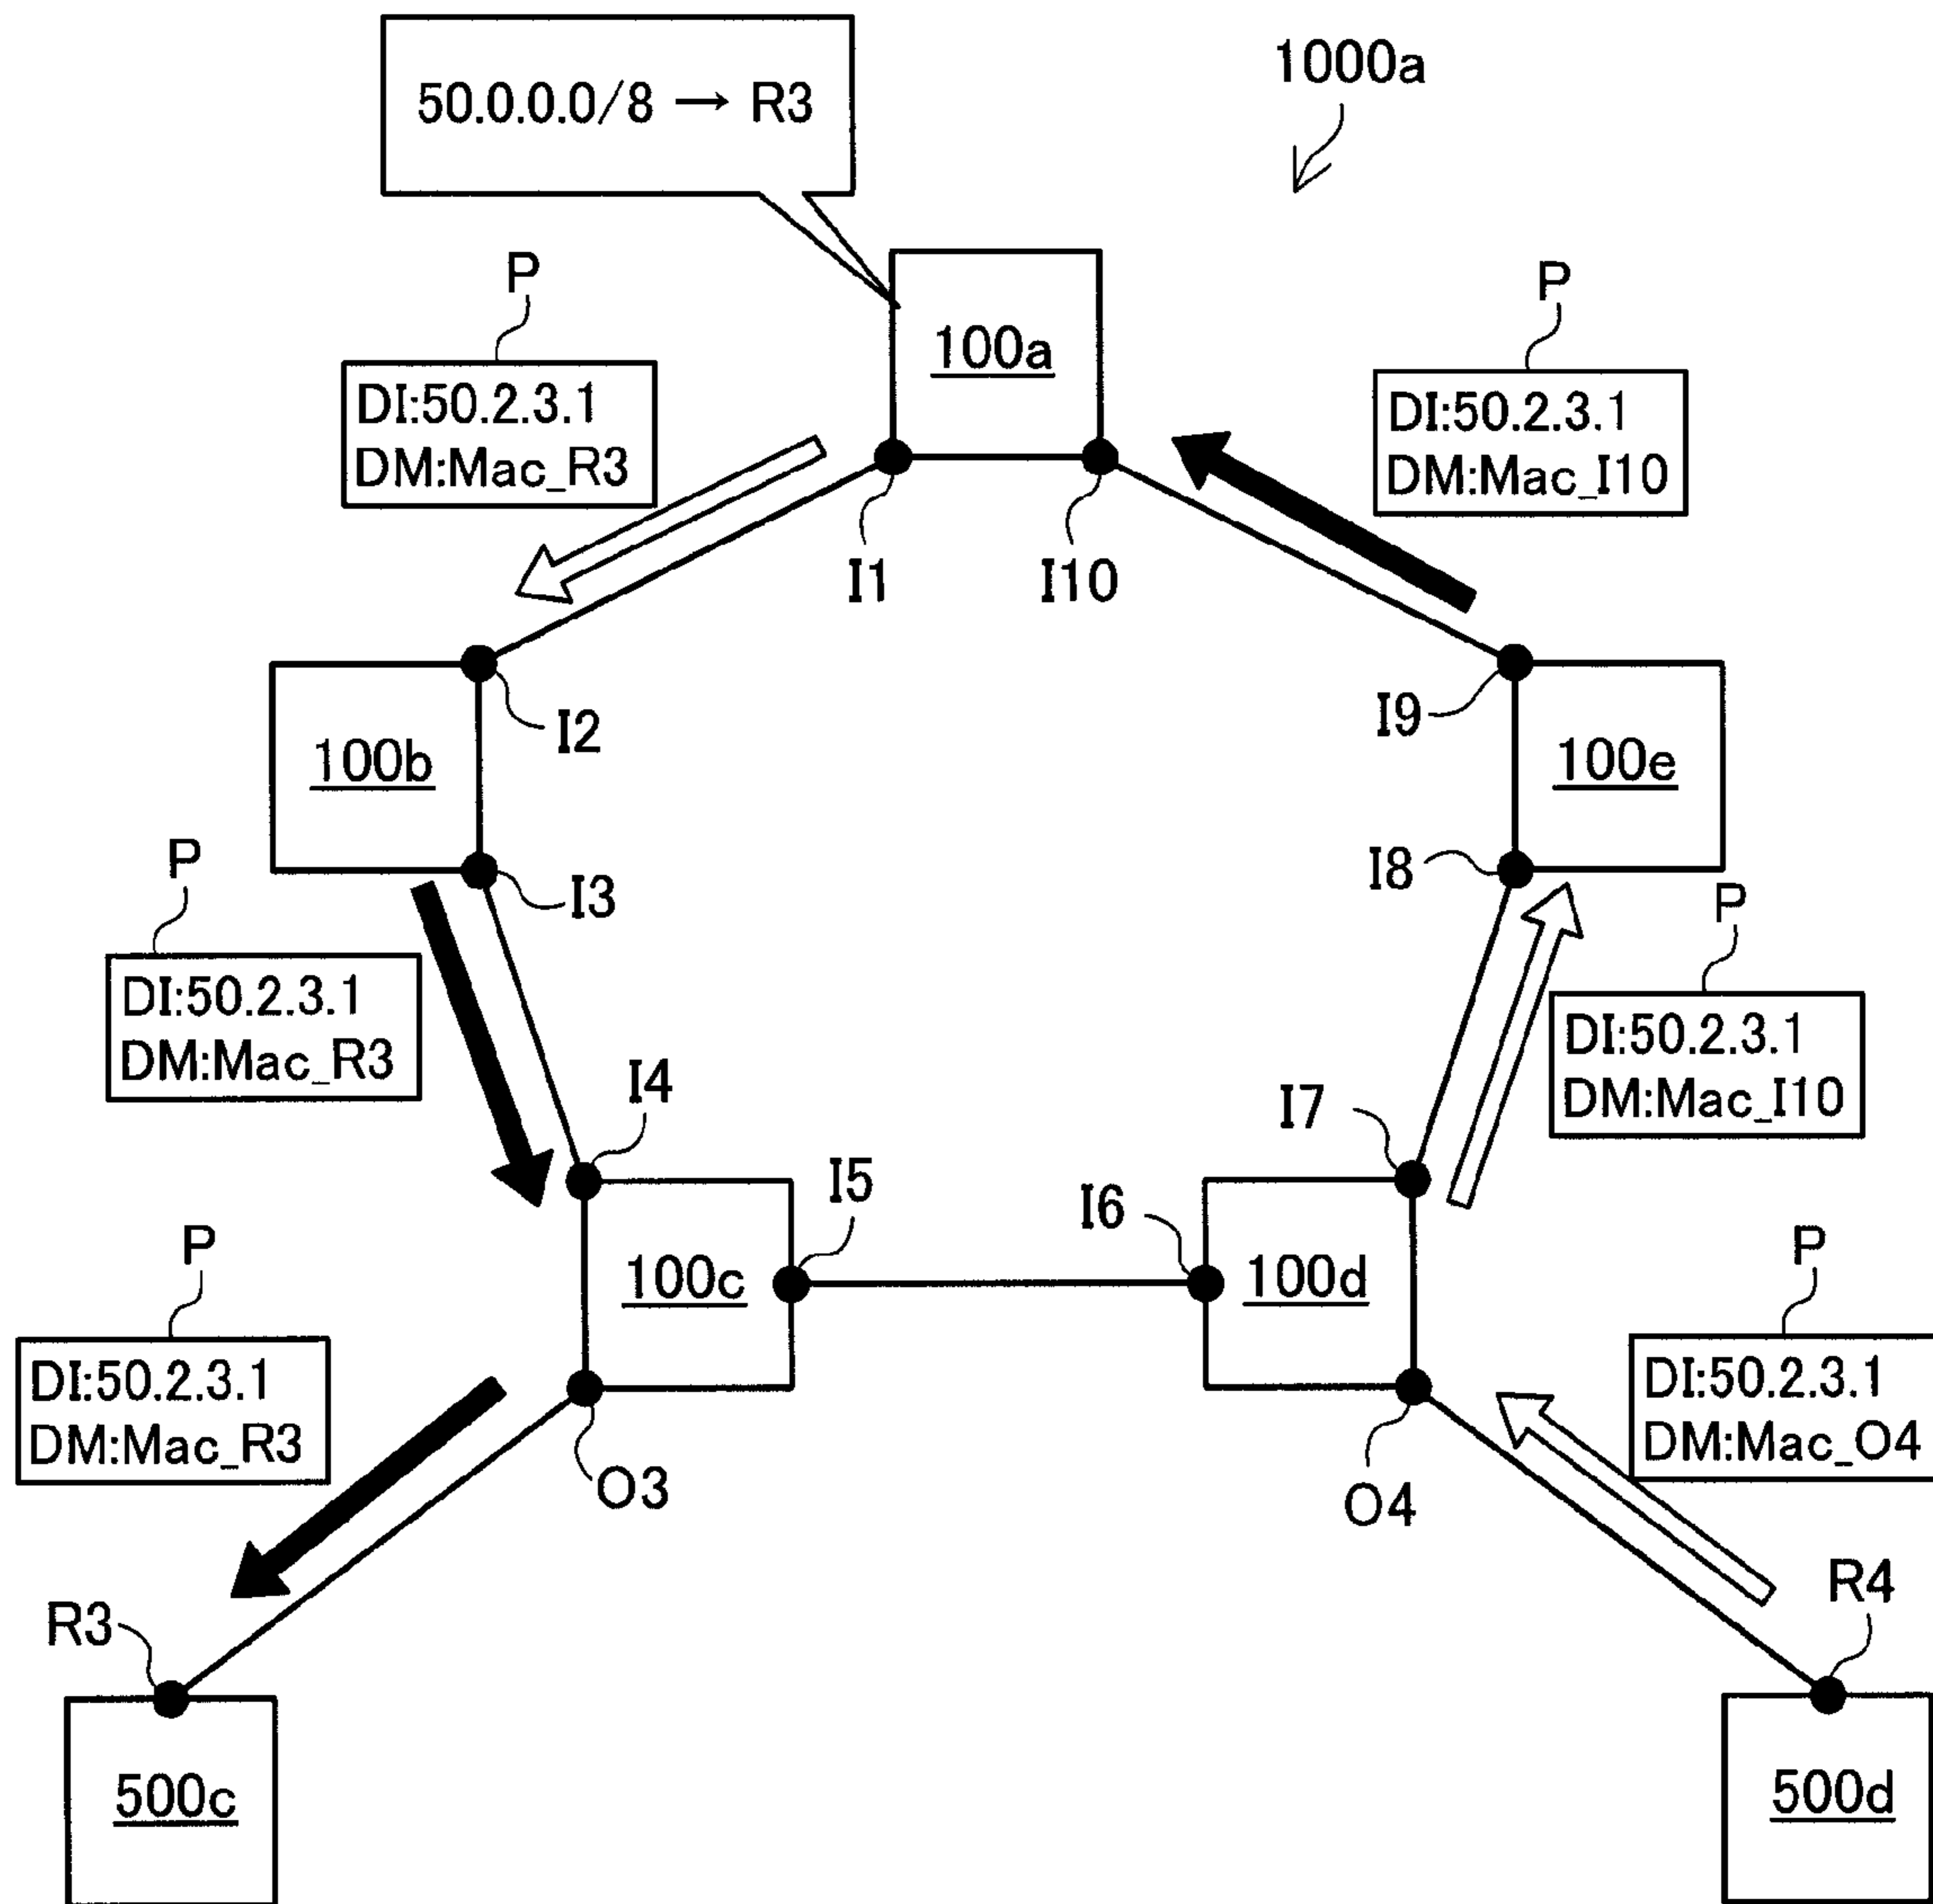 50.0.0.0/8 → R3
1000a
P
P
100a
DI:50.2.3.1
DM:Mac_R3
DI:50.2.3.1
DM:Mac_I10
I1
I10
I2
I9
100b
100e
P
I3
I8
P
DI:50.2.3.1
DM:Mac_R3
DI:50.2.3.1
DM:Mac_I10
I4
I7
I5
I6
P
100c
100d
P
DI:50.2.3.1
DM:Mac_R3
DI:50.2.3.1
DM:Mac_O4
O3
O4
R3
R4
500c
500d